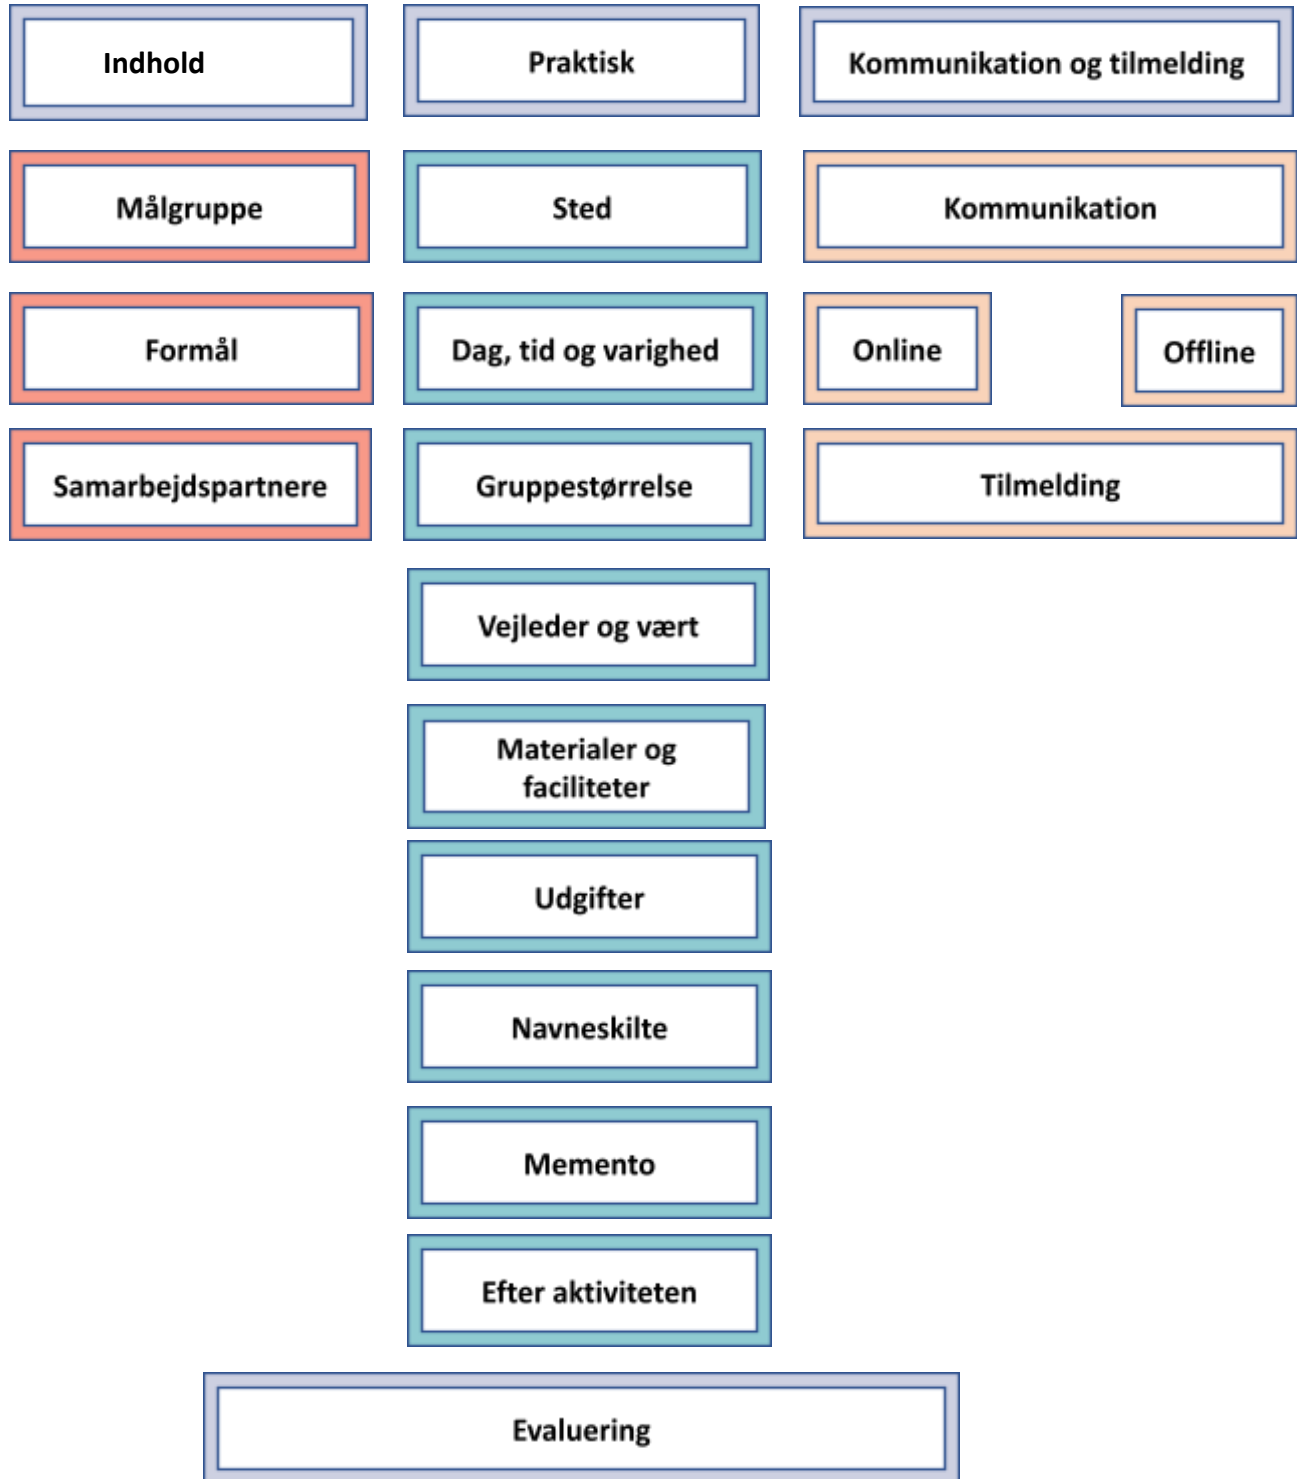 Indhold
Praktisk
Kommunikation og tilmelding
Målgruppe
Sted
Kommunikation
Formål
Dag, tid og varighed
Online
Offline
Samarbejdspartnere
Gruppestørrelse
Tilmelding
Vejleder og vært
Materialer og
faciliteter
Udgifter
Navneskilte
Memento
Efter aktiviteten
Evaluering